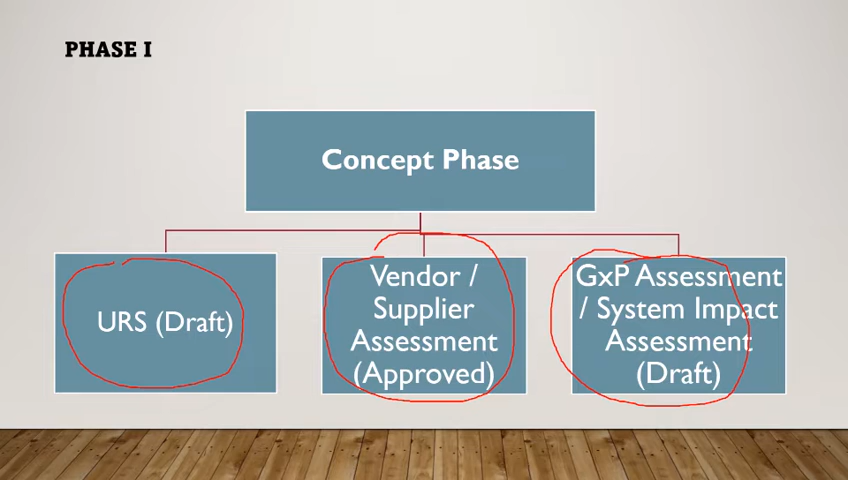 PHASE I
Concept Phase
URS (Draft)
Vendor /
Supplier
Assessment
(Approved)
GxP Assessment
/ System Impact
Assessment
(Draft)